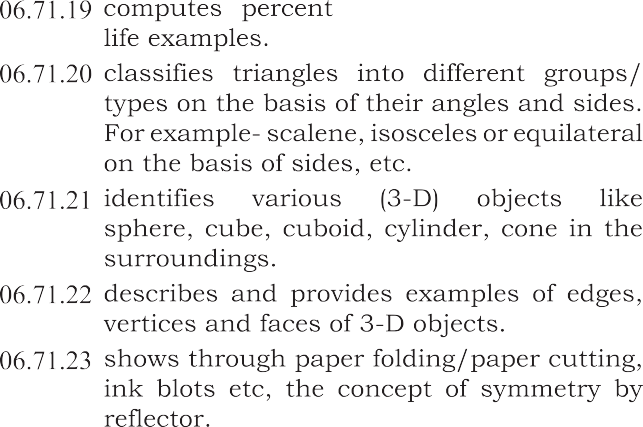 06.71.19 computes percent
life examples.
06.71.20 classifies triangles into different groups/
types on the basis of their angles and sides.
For example- scalene, isosceles or equilateral
on the basis of sides, etc.
06.71.21 identifies various (3-D) objects like
sphere, cube, cuboid, cylinder, cone in the
surroundings.
06.71.22 describes and provides examples of edges,
vertices and faces of 3-D objects.
06.71.23 shows through paper folding/paper cutting,
ink blots etc, the concept of symmetry by
reflector.